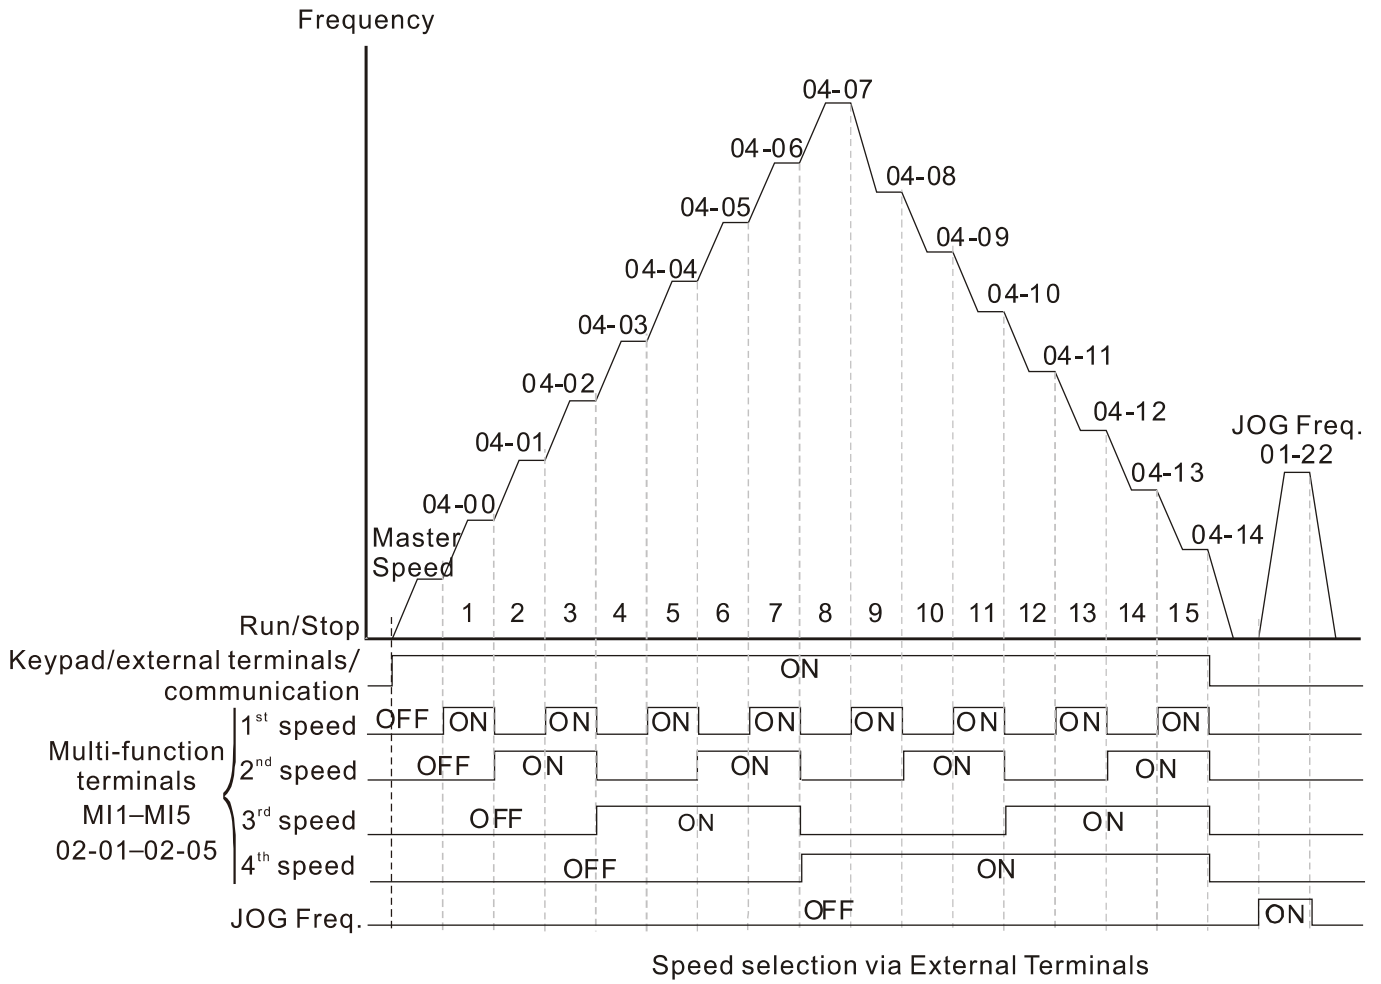 Frequency
04-07
04-06
04-08
04-05
04-09
04-04
04-10
04-03
04-11
04-02
04-12
04-01
JOG Freq.
01-22
04-13
04-00
04-14
Master
Speed
1 2 3 4 5 6 7 8 9 10 11 12 13 14 15
Run/Stop
Keypad/external terminals/
communication
ON
Multi-function
terminals
MI1–MI5
02-01–02-05
1st speed OFF ON ON ON ON ON ON ON ON
2nd speed OFF ON ON ON ON
3rd speed OFF ON ON
4th speed OFF ON
JOG Freq. OFF ON
Speed selection via External Terminals